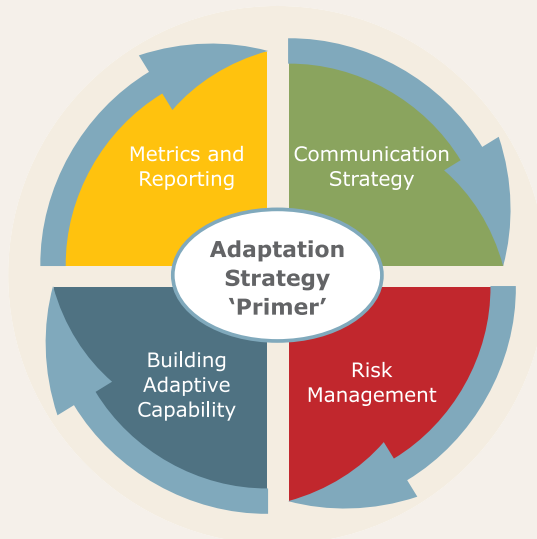 Metrics and
Reporting
Communication
Strategy
Adaptation
Strategy
‘Primer’
Building
Adaptive
Capability
Risk
Management